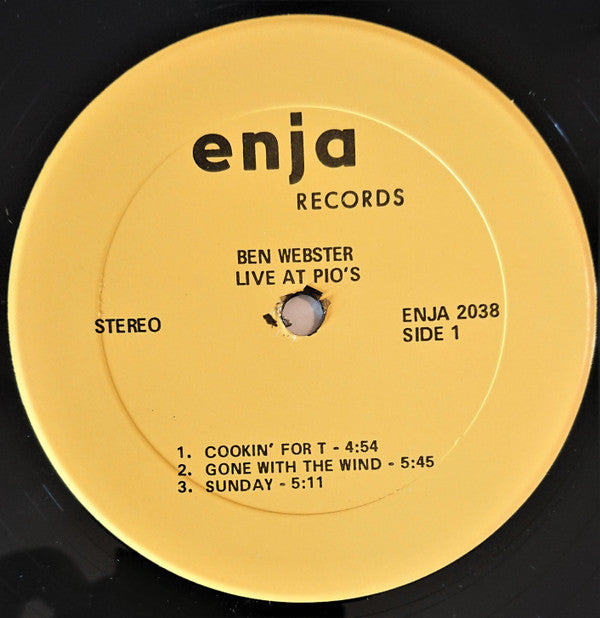 enja
RECORDS
BEN WEBSTER
LIVE AT PIO'S
STEREO
ENJA 2038
SIDE 1
1. COOKIN' FOR T - 4:54
2. GONE WITH THE WIND - 5:45
3. SUNDAY - 5:11